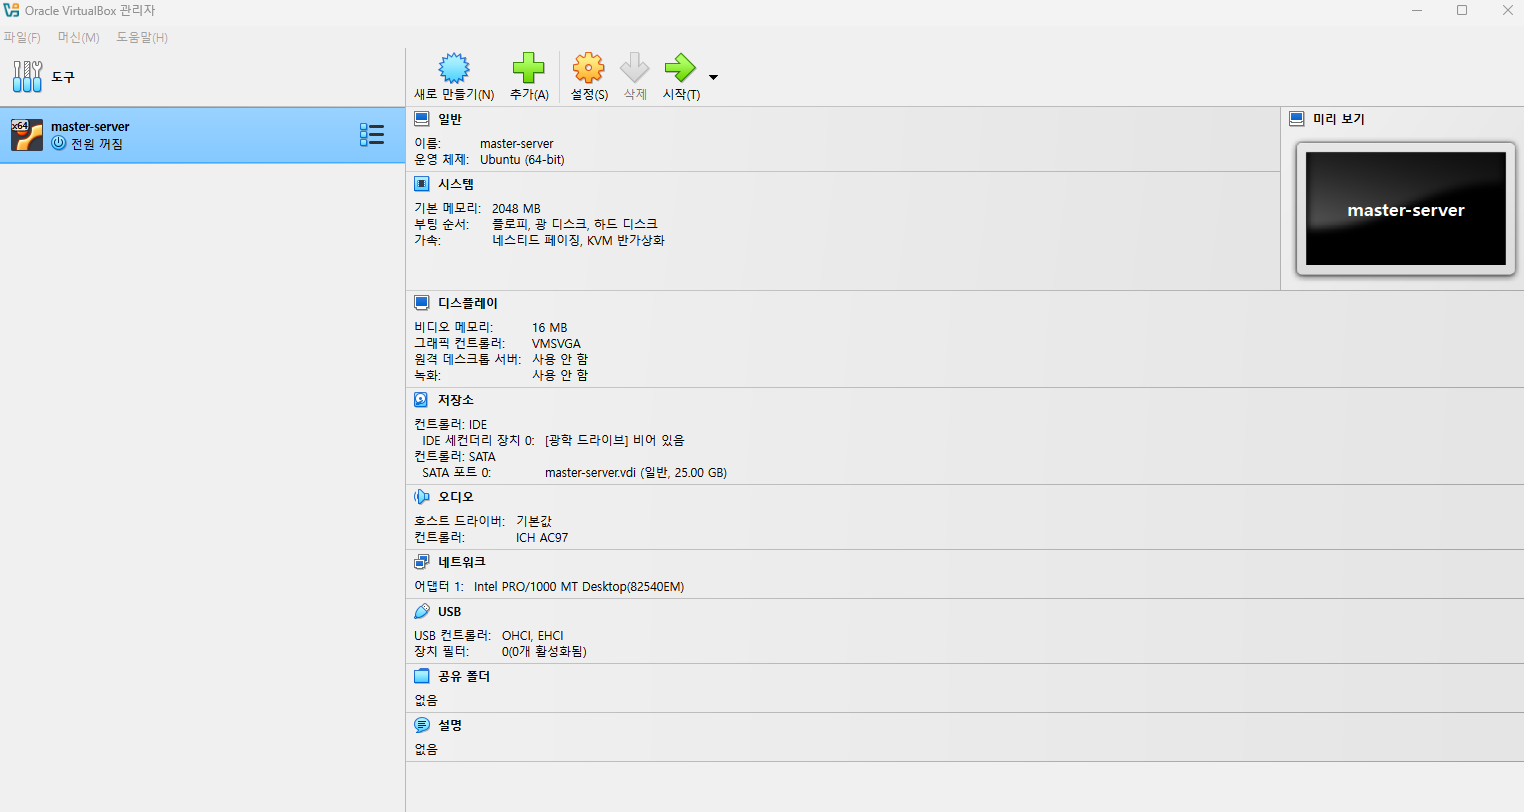 Oracle VirtualBox 관리자
파일(F) 머신(M) 도움말(H)
도구
새로 만들기(N) 추가(A) 설정(S) 삭제 시작(T)
x64
master-server
전원 꺼짐
일반
이름: master-server
운영 체제: Ubuntu (64-bit)
시스템
기본 메모리: 2048 MB
부팅 순서: 플로피, 광 디스크, 하드 디스크
가속: 네스티드 페이징, KVM 반가상화
미리 보기
master-server
디스플레이
비디오 메모리: 16 MB
그래픽 컨트롤러: VMSVGA
원격 데스크톱 서버: 사용 안 함
녹화: 사용 안 함
저장소
컨트롤러: IDE
IDE 세컨더리 장치 0: [광학 드라이브] 비어 있음
컨트롤러: SATA
SATA 포트 0: master-server.vdi (일반, 25.00 GB)
오디오
호스트 드라이버: 기본값
컨트롤러: ICH AC97
네트워크
어댑터 1: Intel PRO/1000 MT Desktop(82540EM)
USB
USB 컨트롤러: OHCI, EHCI
장치 필터: 0(0개 활성화됨)
공유 폴더
없음
설명
없음